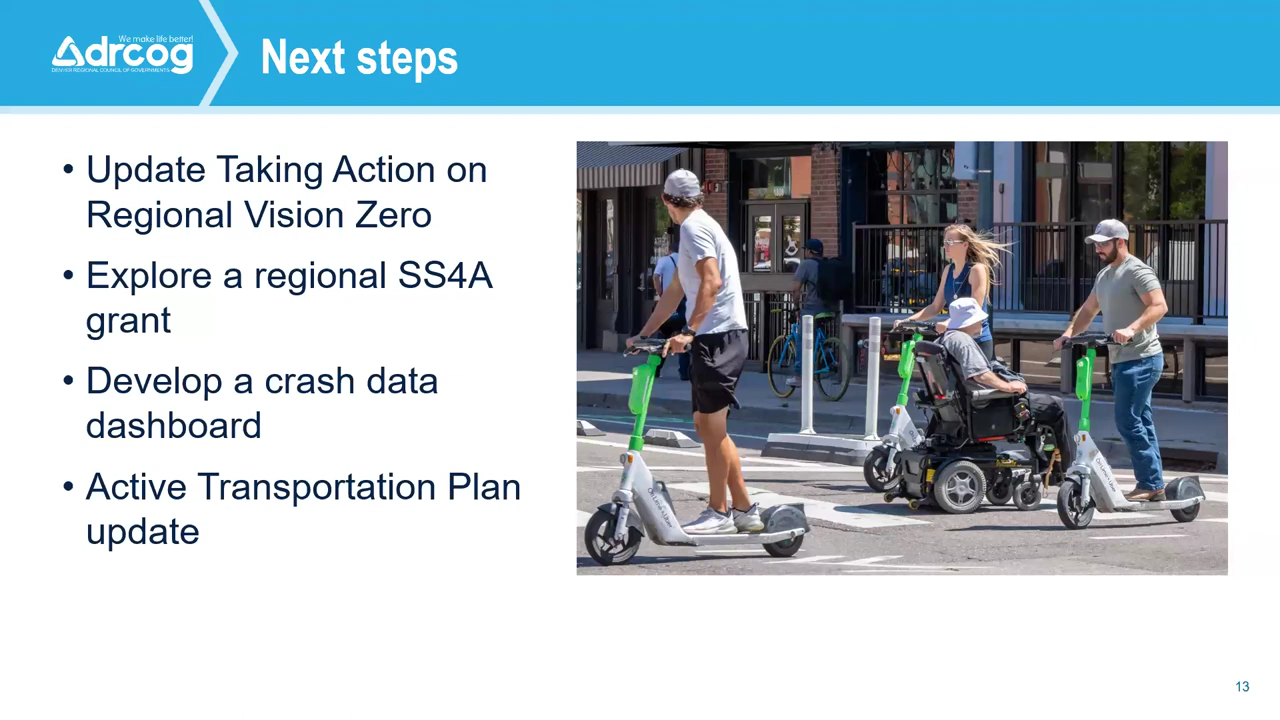 We make life better!
drcog
DENVER REGIONAL COUNCIL OF GOVERNMENTS
Next steps
• Update Taking Action on
Regional Vision Zero
• Explore a regional SS4A
grant
• Develop a crash data
dashboard
• Active Transportation Plan
update
13